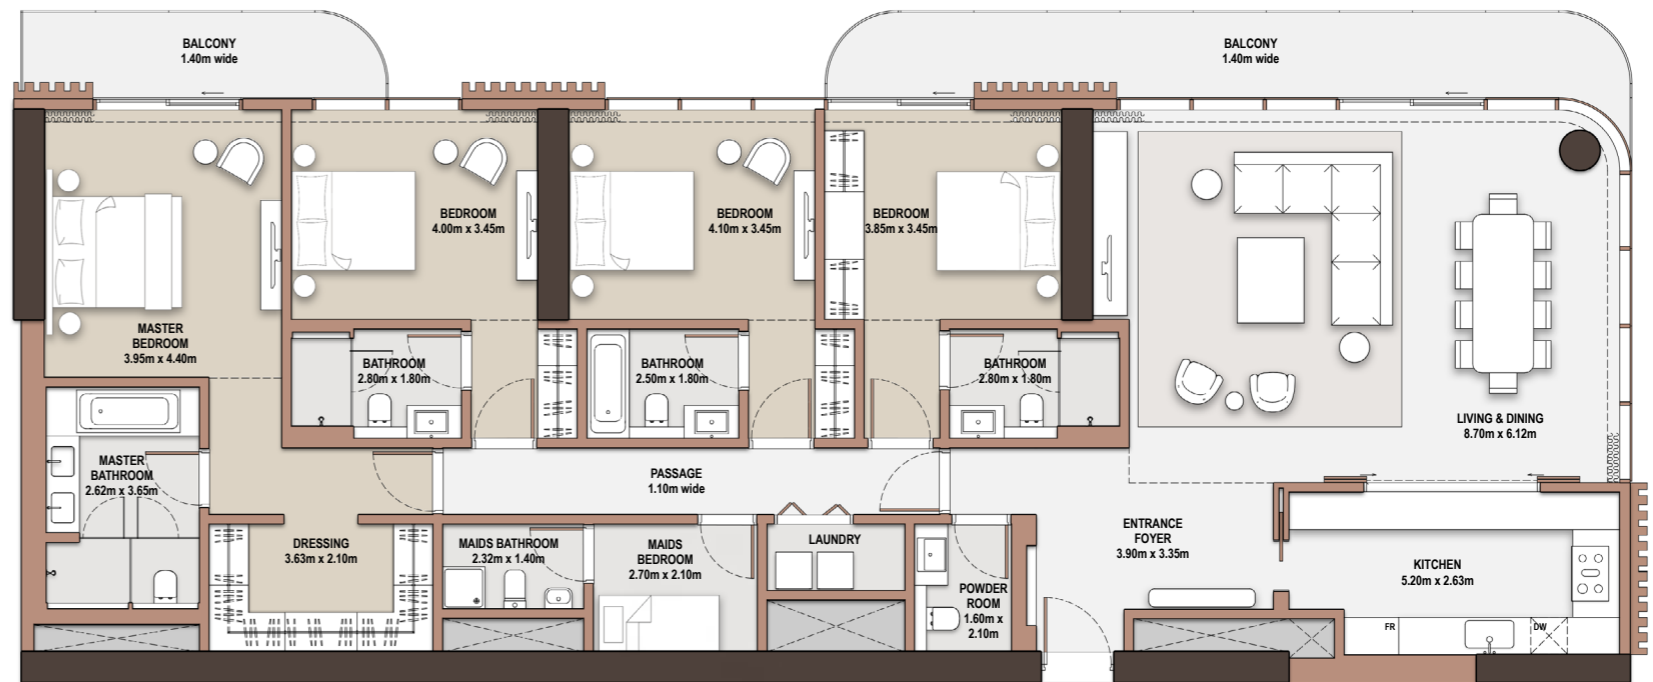 BALCONY
1.40m wide
BALCONY
1.40m wide
BEDROOM
4.00m x 3.45m
BEDROOM
4.10m x 3.45m
BEDROOM
3.85m x 3.45m
MASTER
BEDROOM
3.95m x 4.40m
BATHROOM
2.80m x 1.80m
BATHROOM
2.50m x 1.80m
BATHROOM
2.80m x 1.80m
LIVING & DINING
8.70m x 6.12m
MASTER
BATHROOM
2.62m x 3.65m
PASSAGE
1.10m wide
DRESSING
3.63m x 2.10m
MAIDS BATHROOM
2.32m x 1.40m
MAIDS
BEDROOM
2.70m x 2.10m
LAUNDRY
POWDER
ROOM
1.60m x
2.10m
ENTRANCE
FOYER
3.90m x 3.35m
KITCHEN
5.20m x 2.63m
FR
DW